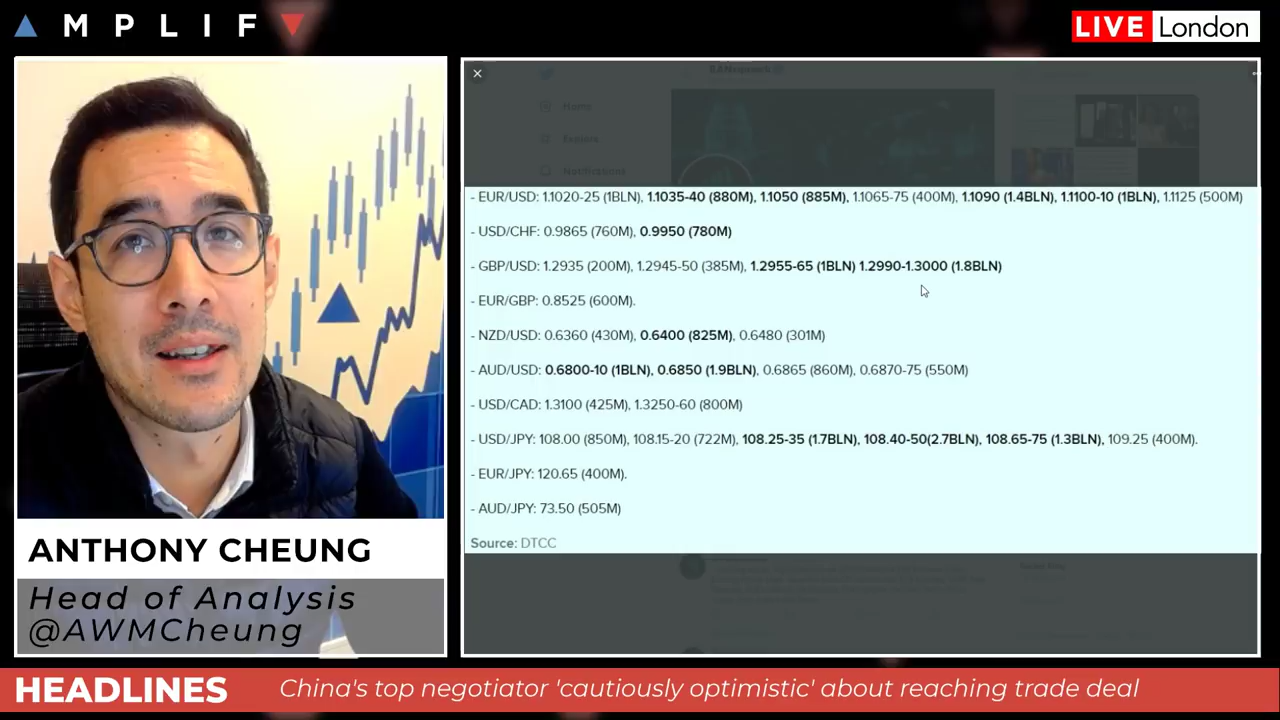 AMPLIFY
LIVE London
RANsquawk
Home
Explore
Notifications
- EUR/USD: 1.1020-25 (1BLN), 1.1035-40 (880M), 1.1050 (885M), 1.1065-75 (400M), 1.1090 (1.4BLN), 1.1100-10 (1BLN), 1.1125 (500M)
- USD/CHF: 0.9865 (760M), 0.9950 (780M)
- GBP/USD: 1.2935 (200M), 1.2945-50 (385M), 1.2955-65 (1BLN) 1.2990-1.3000 (1.8BLN)
- EUR/GBP: 0.8525 (600M).
- NZD/USD: 0.6360 (430M), 0.6400 (825M), 0.6480 (301M)
- AUD/USD: 0.6800-10 (1BLN), 0.6850 (1.9BLN), 0.6865 (860M), 0.6870-75 (550M)
- USD/CAD: 1.3100 (425M), 1.3250-60 (800M)
- USD/JPY: 108.00 (850M), 108.15-20 (722M), 108.25-35 (1.7BLN), 108.40-50(2.7BLN), 108.65-75 (1.3BLN), 109.25 (400M).
- EUR/JPY: 120.65 (400M).
- AUD/JPY: 73.50 (505M)
Source: DTCC
ANTHONY CHEUNG
Head of Analysis
@AWMCheung
HEADLINES China's top negotiator 'cautiously optimistic' about reaching trade deal